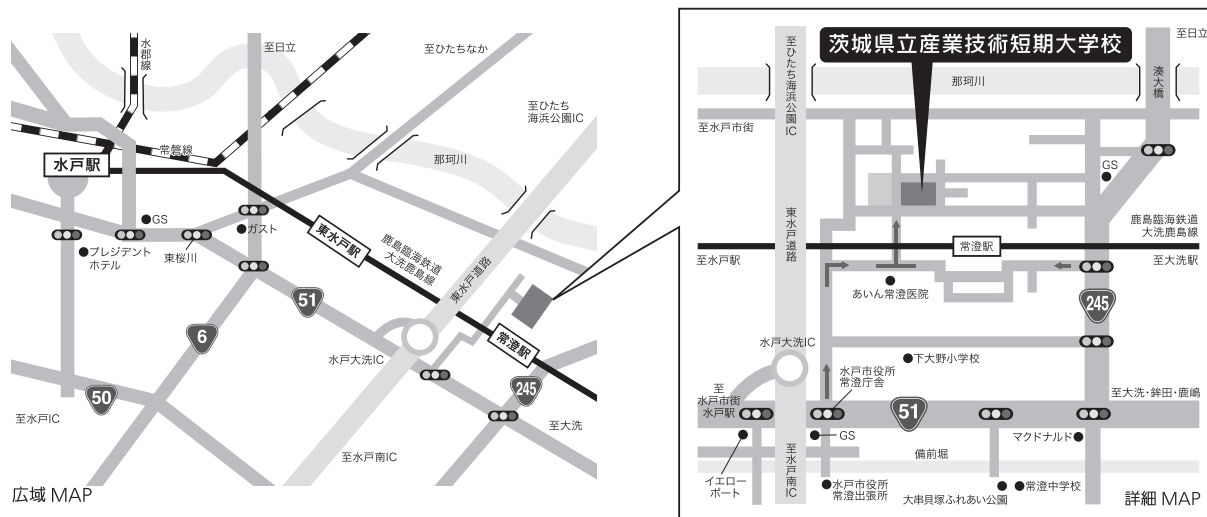 水郡線
至日立
至ひたちなか
至ひたち
海浜公園IC
常磐線
水戸駅
那珂川
GS
ガスト
プレジデント
ホテル
東桜川
東水戸駅
鹿島臨海鉄道
大洗鹿島線
東水戸道路
51
6
水戸大洗IC
常澄駅
50
245
至水戸IC
至大洗
至水戸南IC
広域 MAP
茨城県立産業技術短期大学校
至ひたち海浜公園IC
至日立
那珂川
湊大橋
至水戸市街
GS
東水戸道路
鹿島臨海鉄道
大洗鹿島線
常澄駅
至水戸駅
至大洗駅
あいん常澄医院
245
水戸大洗IC
下大野小学校
水戸市役所
常澄庁舎
至
水戸市街
水戸駅
至大洗・鉾田・鹿嶋
51
GS
マクドナルド
備前堀
イエロー
ポート
至水戸南IC
水戸市役所
常澄出張所
大串貝塚ふれあい公園
常澄中学校
詳細 MAP